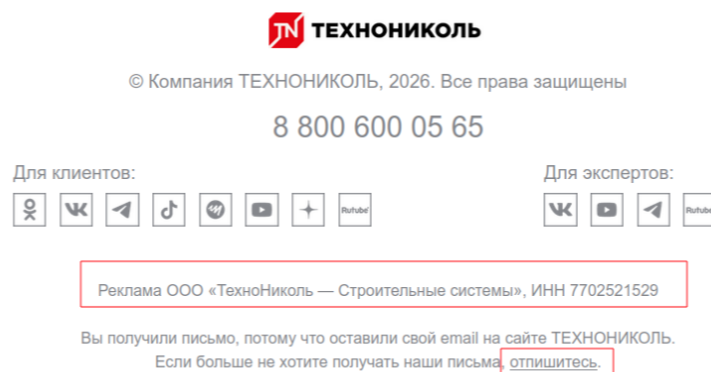 TN ТЕХНОНИКОЛЬ
© Компания ТЕХНОНИКОЛЬ, 2026. Все права защищены
8 800 600 05 65
Для клиентов:
Для экспертов:
Rutube
Rutube
Реклама ООО «ТехноНиколь — Строительные системы», ИНН 7702521529
Вы получили письмо, потому что оставили свой email на сайте ТЕХНОНИКОЛЬ.
Если больше не хотите получать наши письма, отпишитесь.